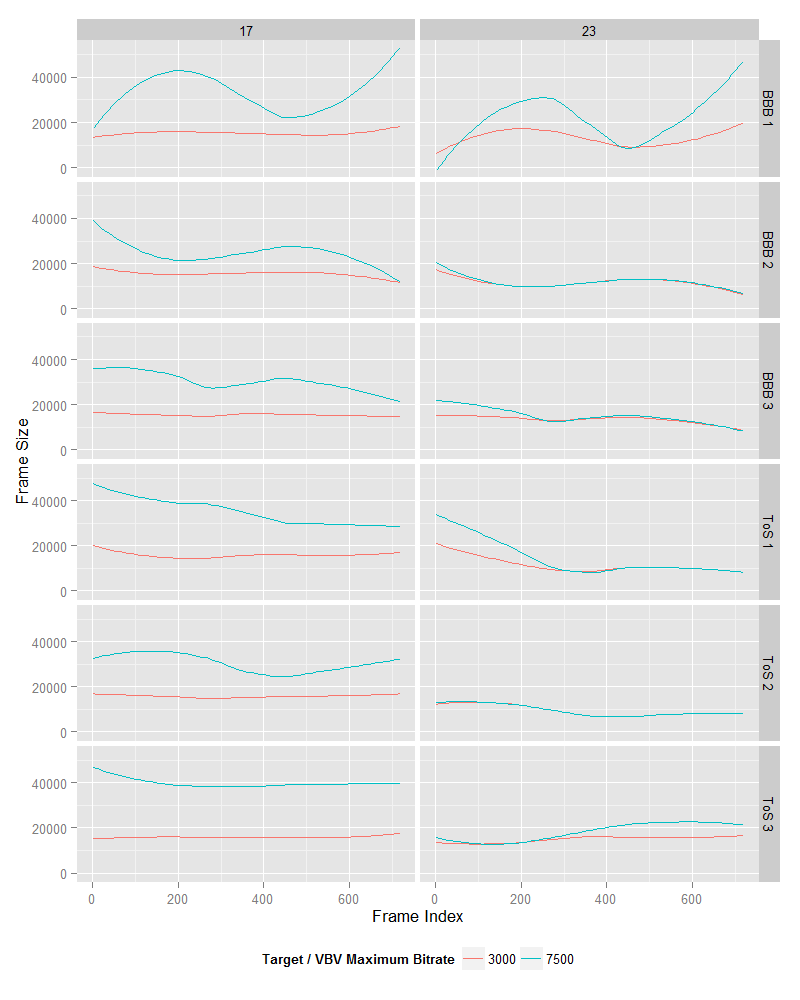 17 23
40000
20000
0
BBB 1
40000
20000
0
BBB 2
40000
20000
0
BBB 3
Frame Size
40000
20000
0
ToS 1
40000
20000
0
ToS 2
40000
20000
0
ToS 3
0 200 400 600 0 200 400 600
Frame Index
Target / VBV Maximum Bitrate 3000 7500